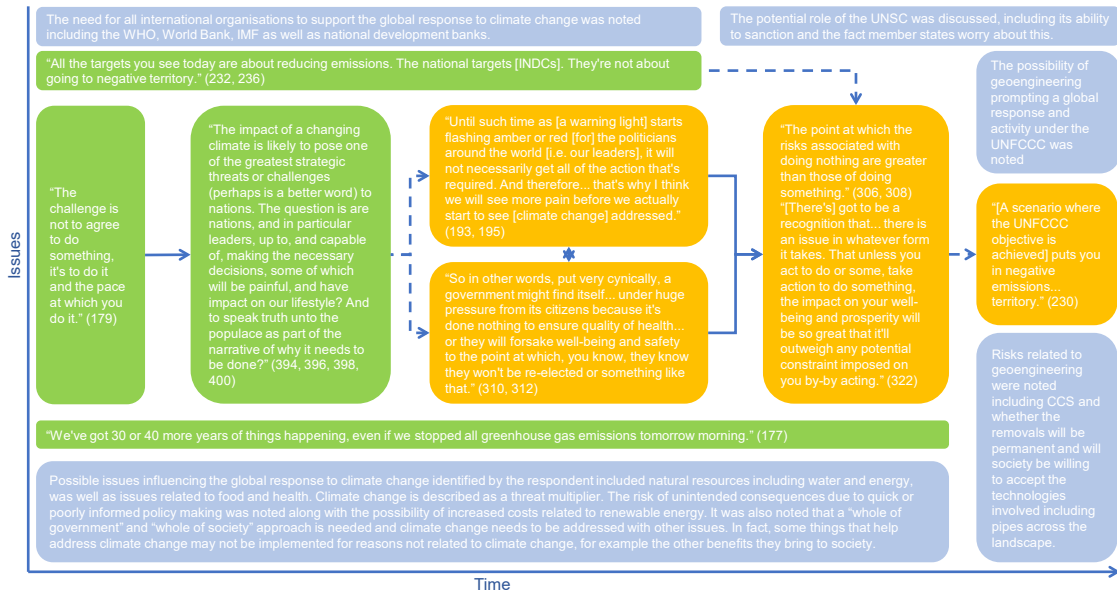 The need for all international organisations to support the global response to climate change was noted
including the WHO, World Bank, IMF as well as national development banks.
The potential role of the UNSC was discussed, including its ability
to sanction and the fact member states worry about this.
“All the targets you see today are about reducing emissions. The national targets [INDCs]. They're not about
going to negative territory.” (232, 236)
The possibility of
geoengineering
prompting a global
response and
activity under the
UNFCCC was
noted
“The
challenge is
not to agree
to do
something,
it's to do it
and the pace
at which you
do it.” (179)
“The impact of a changing
climate is likely to pose one
of the greatest strategic
threats or challenges
(perhaps is a better word) to
nations. The question is are
nations, and in particular
leaders, up to, and capable
of, making the necessary
decisions, some of which
will be painful, and have
impact on our lifestyle? And
to speak truth unto the
populace as part of the
narrative of why it needs to
be done?” (394, 396, 398,
400)
“Until such time as [a warning light] starts
flashing amber or red [for] the politicians
around the world [i.e. our leaders], it will
not necessarily get all of the action that's
required. And therefore... that's why I think
we will see more pain before we actually
start to see [climate change] addressed.”
(193, 195)
“So in other words, put very cynically, a
government might find itself... under huge
pressure from its citizens because it's
done nothing to ensure quality of health...
or they will forsake well-being and safety
to the point at which, you know, they know
they won't be re-elected or something like
that.” (310, 312)
“The point at which the
risks associated with
doing nothing are greater
than those of doing
something.” (306, 308)
“[There's] got to be a
recognition that... there is
an issue in whatever form
it takes. That unless you
act to do or some, take
action to do something,
the impact on your well-
being and prosperity will
be so great that it'll
outweigh any potential
constraint imposed on
you by-by acting.” (322)
“[A scenario where
the UNFCCC
objective is
achieved] puts you
in negative
emissions...
territory.” (230)
Risks related to
geoengineering
were noted
including CCS and
whether the
removals will be
permanent and will
society be willing
to accept the
technologies
involved including
pipes across the
landscape.
“We've got 30 or 40 more years of things happening, even if we stopped all greenhouse gas emissions tomorrow morning.” (177)
Possible issues influencing the global response to climate change identified by the respondent included natural resources including water and energy,
was well as issues related to food and health. Climate change is described as a threat multiplier. The risk of unintended consequences due to quick or
poorly informed policy making was noted along with the possibility of increased costs related to renewable energy. It was also noted that a “whole of
government” and “whole of society” approach is needed and climate change needs to be addressed with other issues. In fact, some things that help
address climate change may not be implemented for reasons not related to climate change, for example the other benefits they bring to society.
Issues
Time